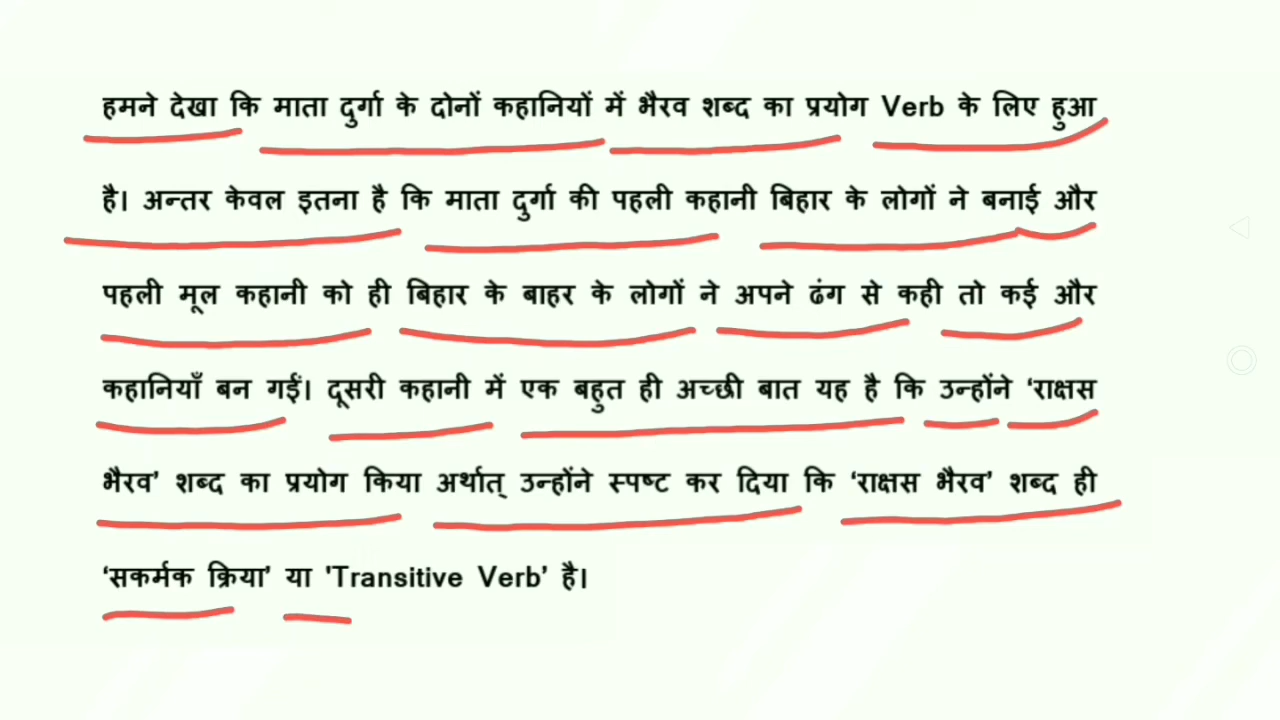 हमने देखा कि माता दुर्गा के दोनों कहानियों में भैरव शब्द का प्रयोग Verb के लिए हुआ
है। अन्तर केवल इतना है कि माता दुर्गा की पहली कहानी बिहार के लोगों ने बनाई और
पहली मूल कहानी को ही बिहार के बाहर के लोगों ने अपने ढंग से कही तो कई और
कहानियाँ बन गईं। दूसरी कहानी में एक बहुत ही अच्छी बात यह है कि उन्होंने ‘राक्षस
भैरव’ शब्द का प्रयोग किया अर्थात् उन्होंने स्पष्ट कर दिया कि ‘राक्षस भैरव’ शब्द ही
‘सकर्मक क्रिया’ या 'Transitive Verb’ है।